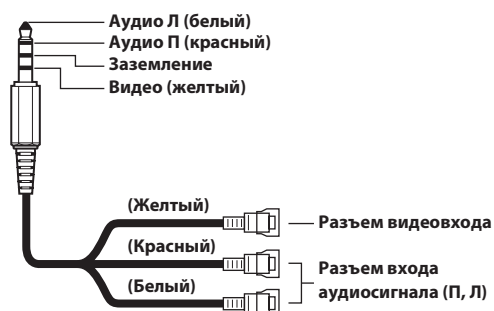 Аудио Л (белый)
Аудио П (красный)
Заземление
Видео (желтый)
(Желтый)
Разъем видеовхода
(Красный)
Разъем входа
аудиосигнала (П, Л)
(Белый)